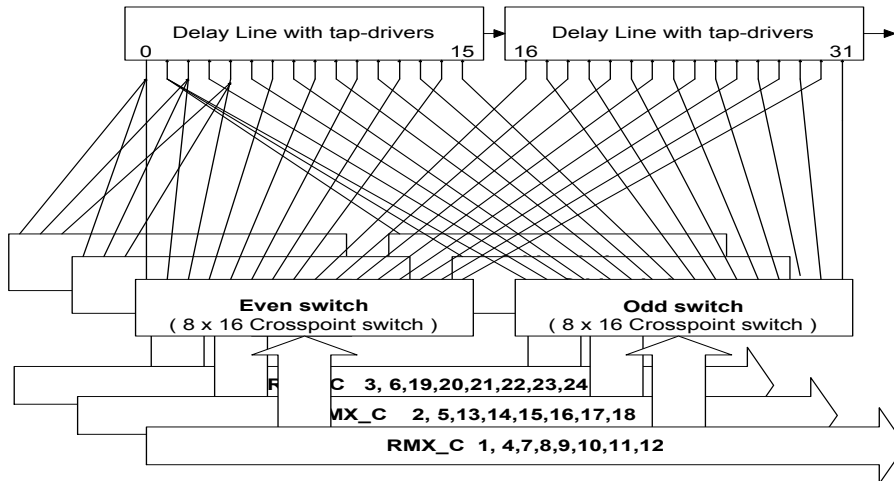 Delay Line with tap-drivers
Delay Line with tap-drivers
0 15 16 31
Even switch
( 8 x 16 Crosspoint switch )
Odd switch
( 8 x 16 Crosspoint switch )
3, 6,19,20,21,22,23,24
2, 5,13,14,15,16,17,18
RMX_C 1, 4,7,8,9,10,11,12